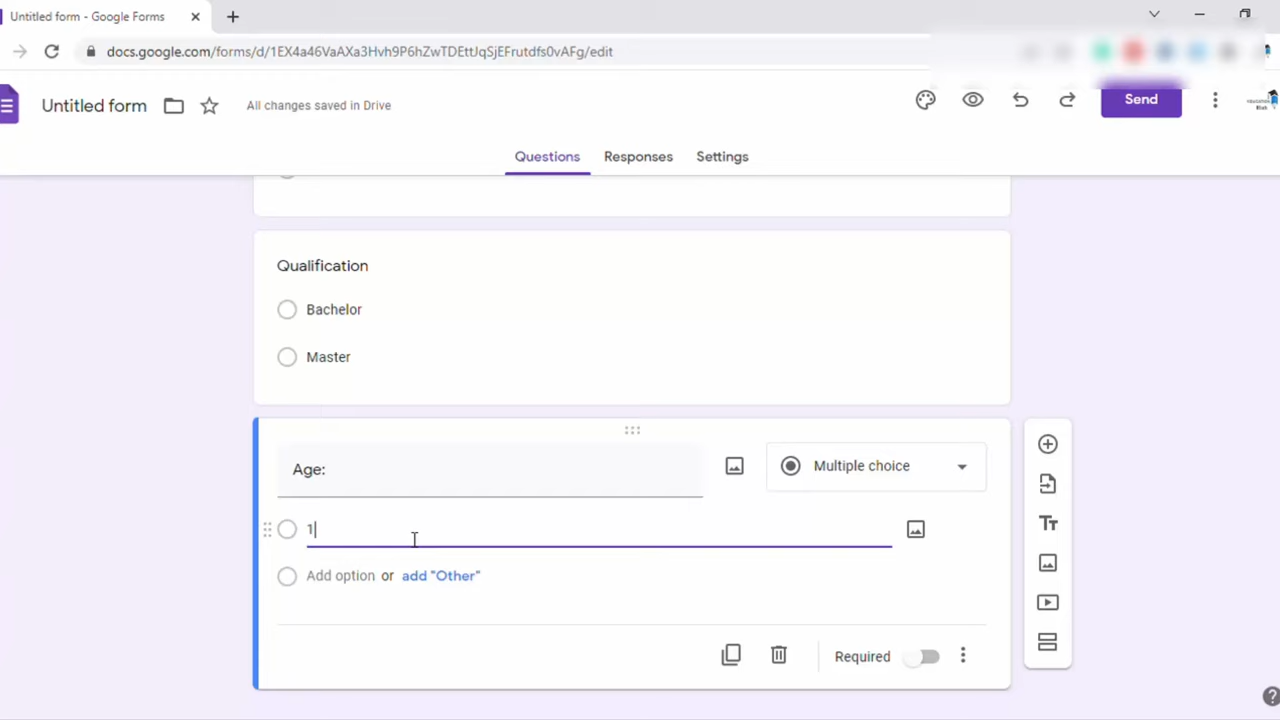 Untitled form - Google Forms
docs.google.com/forms/d/1EX4a46VaAXa3Hvh9P6hZwTDEttJqSjEFrutdfs0vAFg/edit
Untitled form
All changes saved in Drive
Send
Questions
Responses
Settings
Qualification
Bachelor
Master
Age:
Multiple choice
1
Add option or add "Other"
Required